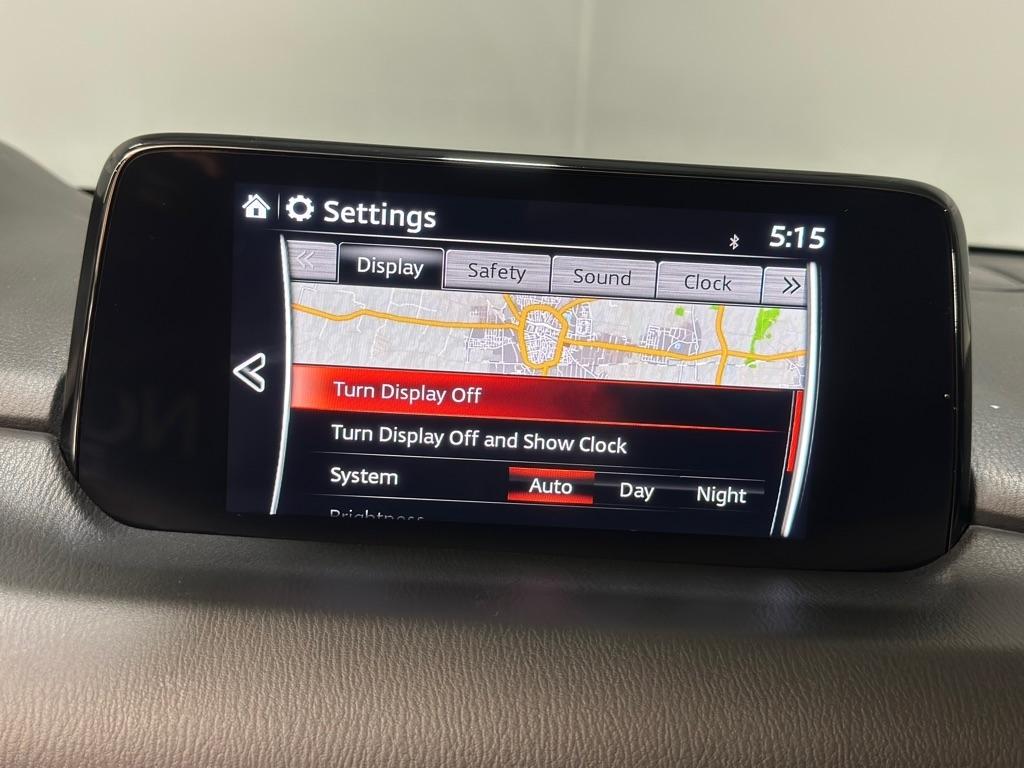 Settings
5:15
Display Safety Sound Clock
Turn Display Off
Turn Display Off and Show Clock
System Auto Day Night
Brightness